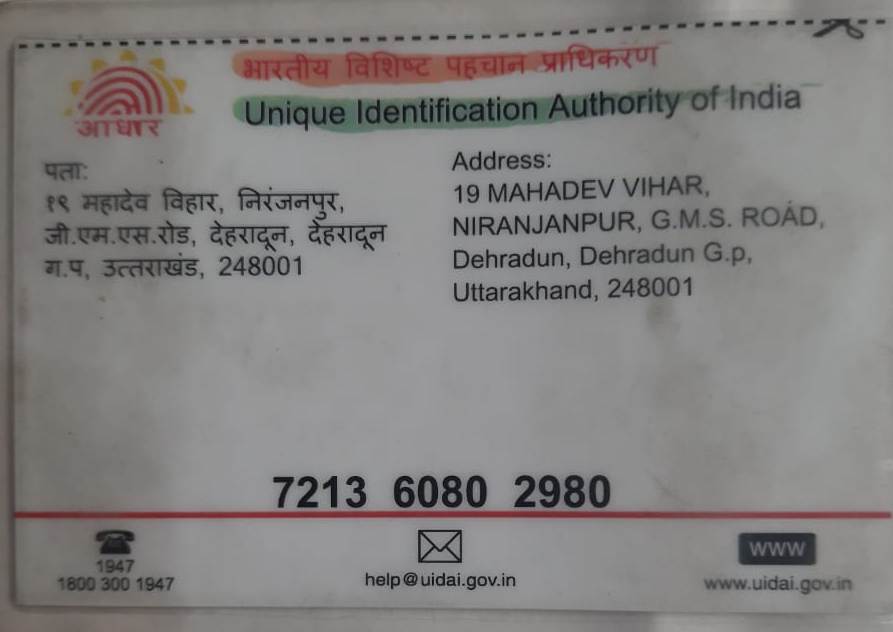 भारतीय विशिष्ट पहचान प्राधिकरण
Unique Identification Authority of India
आधार
पता:
१९ महादेव विहार, निरंजनपुर,
जी.एम.एस.रोड, देहरादून, देहरादून
ग.प, उत्तराखंड, 248001
Address:
19 MAHADEV VIHAR,
NIRANJANPUR, G.M.S. ROAD,
Dehradun, Dehradun G.p,
Uttarakhand, 248001
7213 6080 2980
1947
1800 300 1947
help@uidai.gov.in
www
www.uidai.gov.in